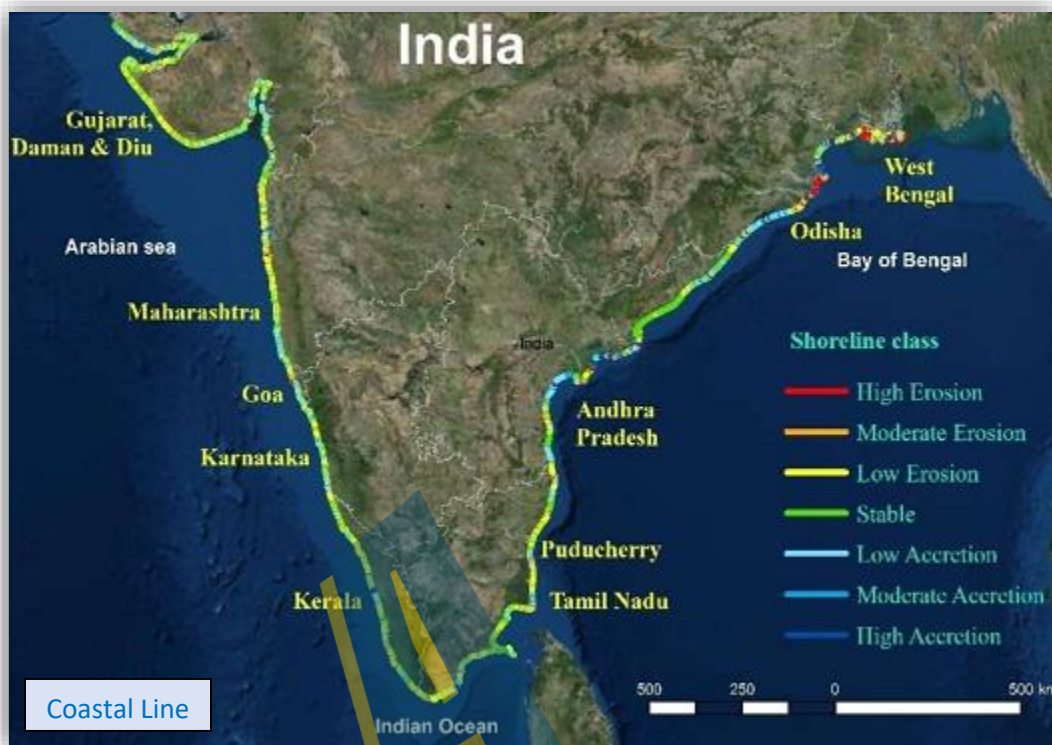 India
Gujarat,
Daman & Diu
West
Bengal
Odisha
Arabian sea
Bay of Bengal
Maharashtra
India
Shoreline class
High Erosion
Goa
Andhra
Pradesh
Moderate Erosion
Karnataka
Low Erosion
Stable
Puducherry
Low Accretion
Kerala
Tamil Nadu
Moderate Accretion
High Accretion
500 250 0 500 km
Coastal Line
Indian Ocean